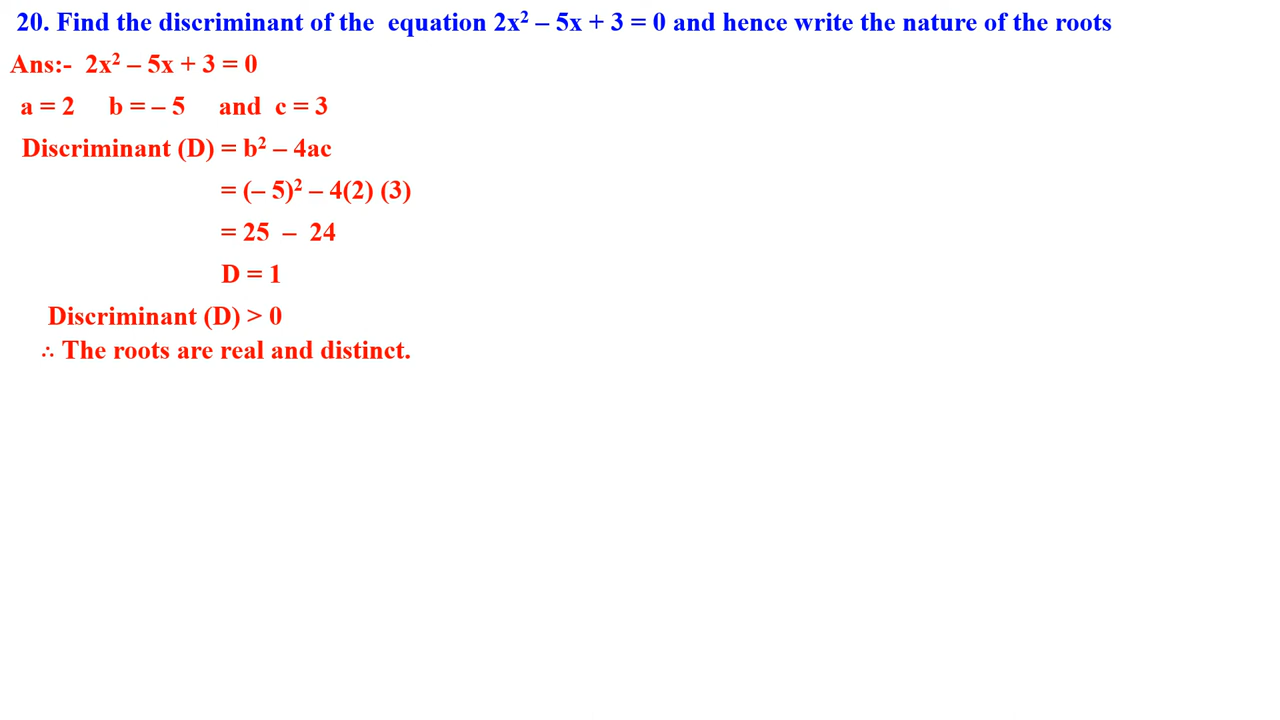 20. Find the discriminant of the equation 2x² – 5x + 3 = 0 and hence write the nature of the roots
Ans:- 2x² – 5x + 3 = 0
a = 2 b = – 5 and c = 3
Discriminant (D) = b² – 4ac
= (– 5)² – 4(2) (3)
= 25 – 24
D = 1
Discriminant (D) > 0
∴ The roots are real and distinct.